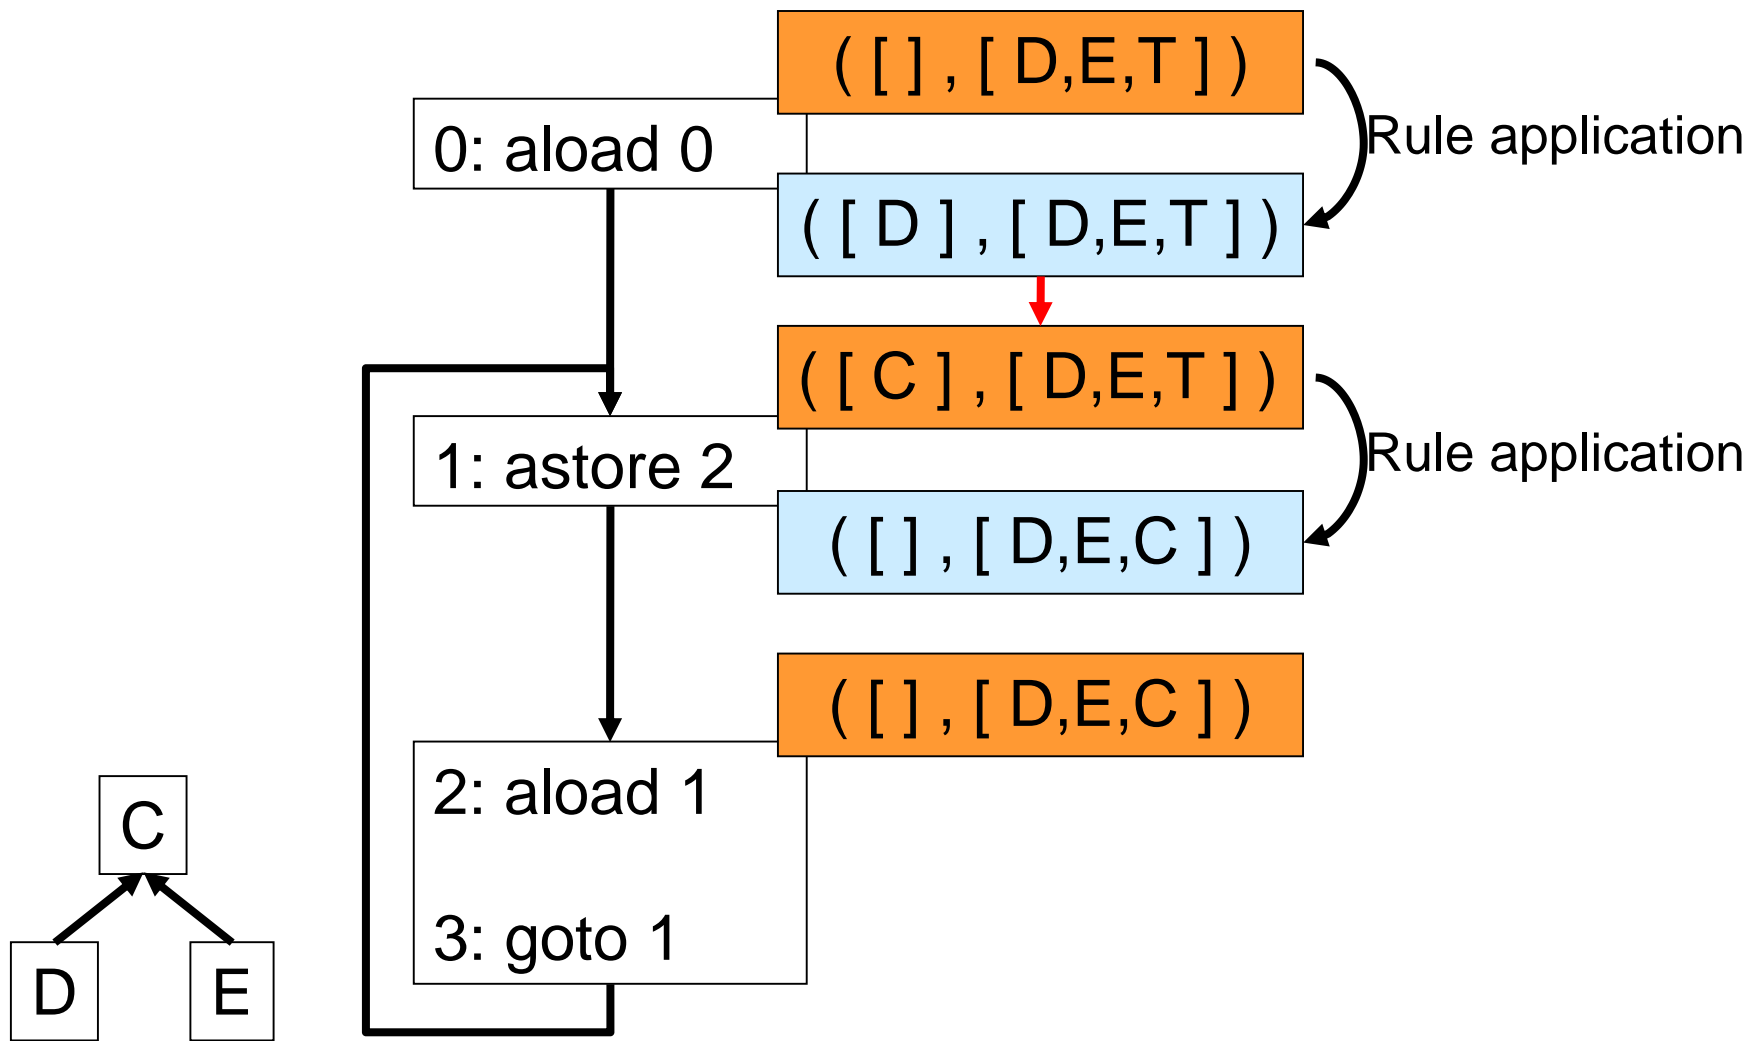 ( [ ] , [ D,E,T ] )
0: aload 0
Rule application
( [ D ] , [ D,E,T ] )
( [ C ] , [ D,E,T ] )
1: astore 2
Rule application
( [ ] , [ D,E,C ] )
( [ ] , [ D,E,C ] )
2: aload 1
3: goto 1
C
D
E